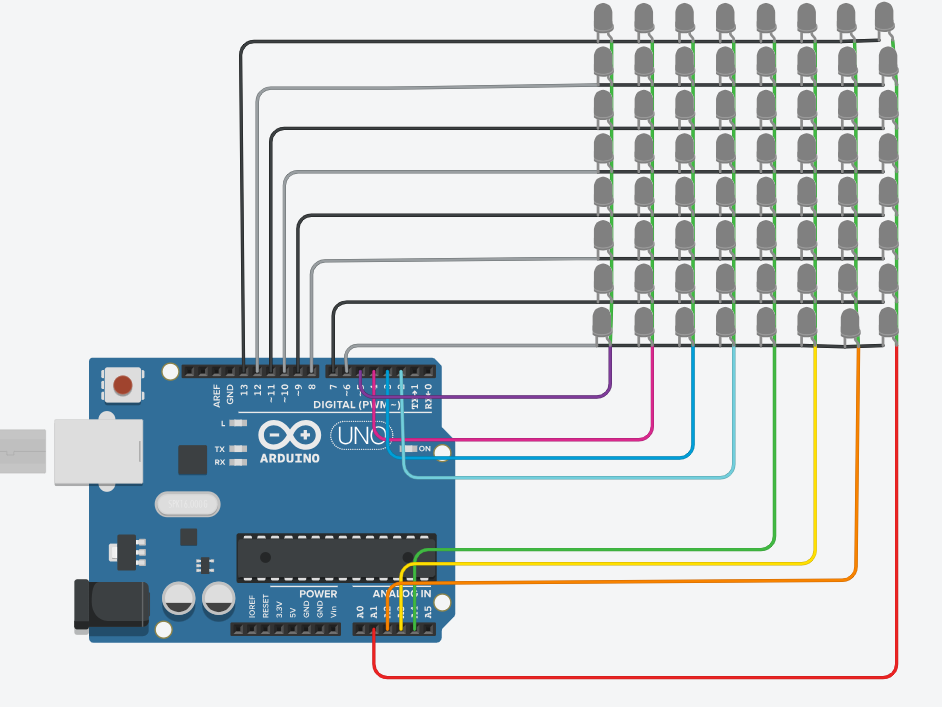 AREF
GND
13
12
~11
~10
~9
8
7
~6
2
TX→1
RX←0
DIGITAL (PWM ~)
L
TX
RX
UNO
ON
ARDUINO
POWER
ANALOG IN
IOREF
RESET
3.3V
5V
GND
GND
Vin
A0
A1
A5